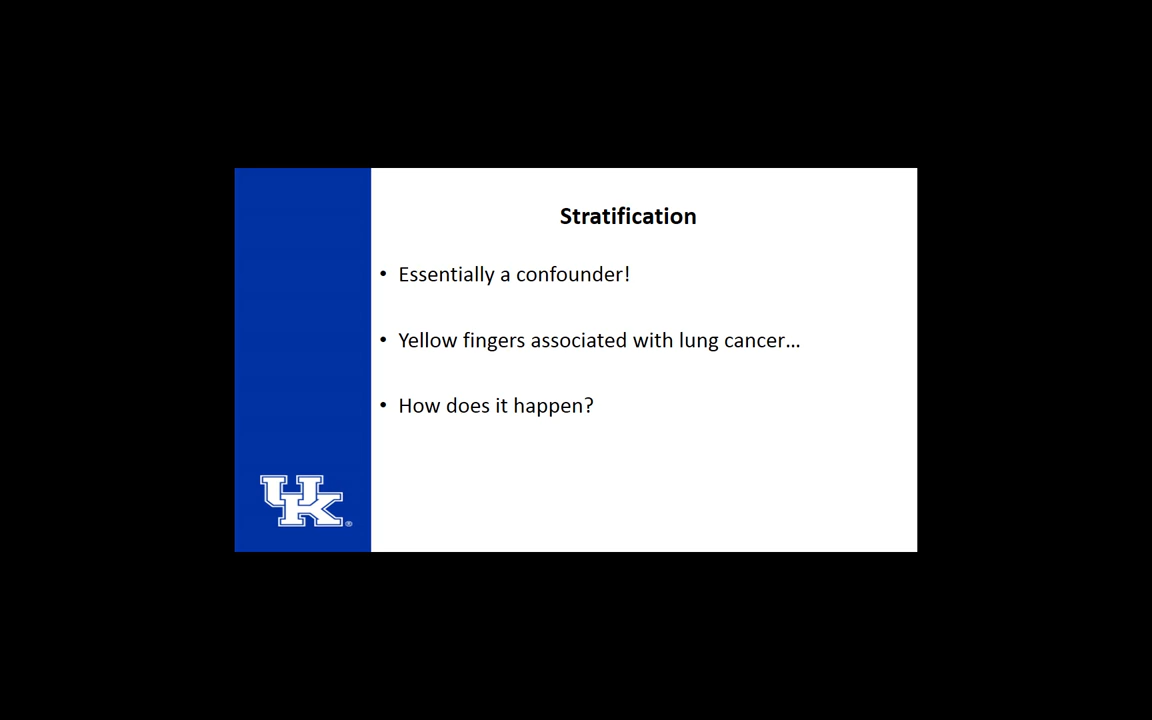 Stratification
• Essentially a confounder!
• Yellow fingers associated with lung cancer...
• How does it happen?
UK®